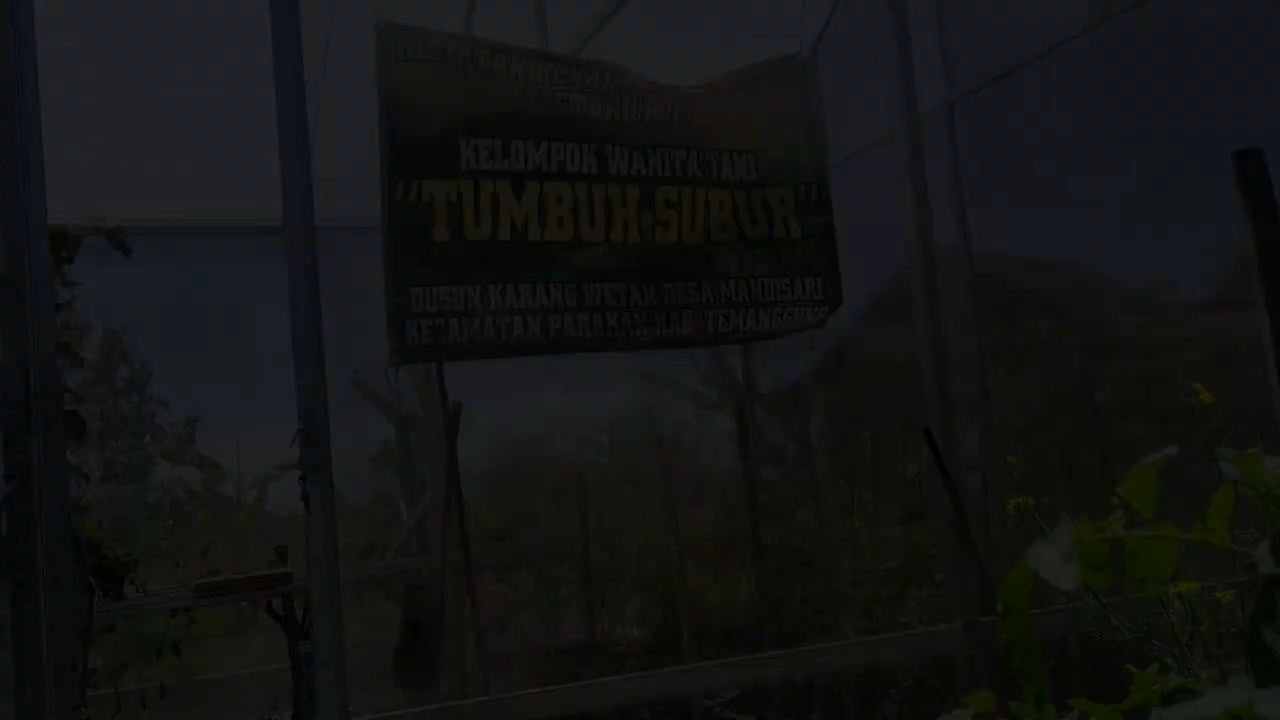 KELOMPOK WANITA TANI
"TUMBUH SUBUR"
DUSUN KARANG WETAN DESA MANDISARI
KECAMATAN PARAKAN KAB TEMANGGUNG